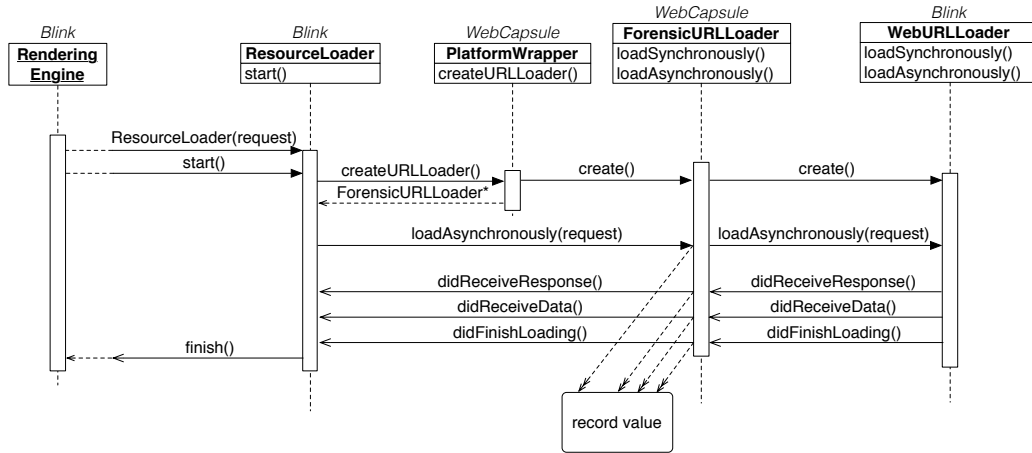 Blink
Rendering
Engine
Blink
ResourceLoader
start()
WebCapsule
PlatformWrapper
createURLLoader()
WebCapsule
ForensicURLLoader
loadSynchronously()
loadAsynchronously()
Blink
WebURLLoader
loadSynchronously()
loadAsynchronously()
ResourceLoader(request)
start()
createURLLoader()
create()
create()
ForensicURLLoader*
loadAsynchronously(request)
loadAsynchronously(request)
didReceiveResponse()
didReceiveResponse()
didReceiveData()
didReceiveData()
didFinishLoading()
didFinishLoading()
finish()
record value